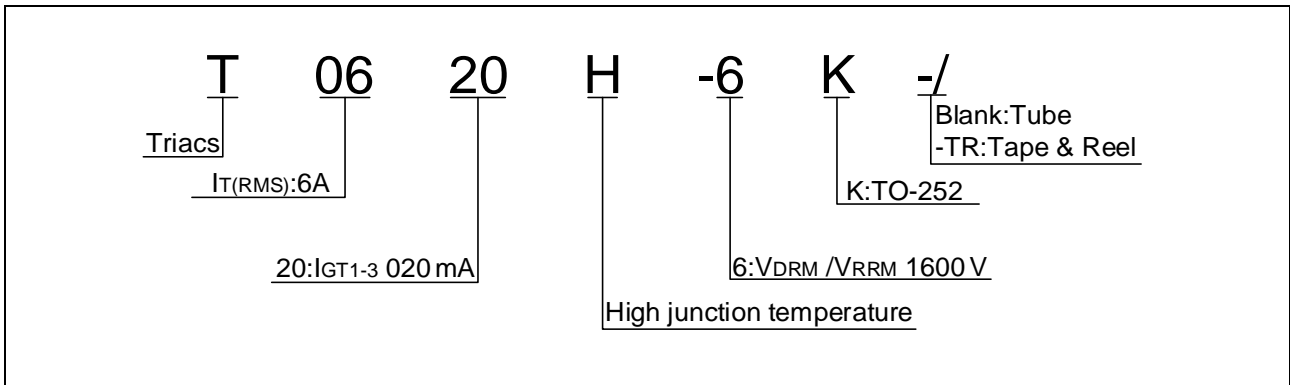 T 06 20 H -6 K -/
Blank:Tube
Triacs
-TR:Tape & Reel
IT(RMS):6A
K:TO-252
20:IGT1-3 020 mA
6:VDRM /VRRM 1600 V
High junction temperature